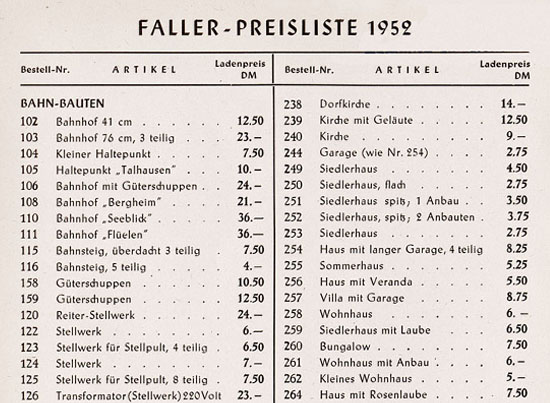 FALLER-PREISLISTE 1952
Bestell-Nr. ARTIKEL Ladenpreis DM
BAHN-BAUTEN
102 Bahnhof 41 cm . . . . . . 12.50
103 Bahnhof 76 cm, 3 teilig . . . 23.—
104 Kleiner Haltepunkt . . . . . 7.50
105 Haltepunkt „Talhausen" . . . 10.—
106 Bahnhof mit Güterschuppen . . 24.—
108 Bahnhof „Bergheim" . . . . 21.—
110 Bahnhof „Seeblick" . . . . 36.—
111 Bahnhof „Flüelen" . . . . . 36.—
115 Bahnsteig, überdacht 3 teilig . 7.50
116 Bahnsteig, 5 teilig . . . . . 4.—
158 Güterschuppen . . . . . . 10.50
159 Güterschuppen . . . . . . 12.50
120 Reiter-Stellwerk . . . . . . 24.—
122 Stellwerk . . . . . . . . 6.—
123 Stellwerk für Stellpult, 4 teilig . 6.50
124 Stellwerk . . . . . . . . 7.—
125 Stellwerk für Stellpult, 8 teilig . 7.50
126 Transformator (Stellwerk) 220 Volt 23.—
Bestell-Nr. ARTIKEL Ladenpreis DM
238 Dorfkirche . . . . . . . 14.—
239 Kirche mit Geläute . . . . . 12.50
240 Kirche . . . . . . . . . 9.—
244 Garage (wie Nr. 254) . . . . 2.75
249 Siedlerhaus . . . . . . . 4.50
250 Siedlerhaus, flach . . . . . 2.75
251 Siedlerhaus spitz, 1 Anbau . . 3.50
252 Siedlerhaus, spitz, 2 Anbauten . 3.75
253 Siedlerhaus . . . . . . . 2.75
254 Haus mit langer Garage, 4 teilig 8.25
255 Sommerhaus . . . . . . . 5.25
256 Haus mit Veranda . . . . . 5.50
257 Villa mit Garage . . . . . 8.75
258 Wohnhaus . . . . . . . 6.—
259 Siedlerhaus mit Laube . . . . 6.50
260 Bungalow . . . . . . . . 7.50
261 Wohnhaus mit Anbau . . . . 6.—
262 Kleines Wohnhaus . . . . . 5.—
264 Haus mit Rosenlaube . . . . 7.50